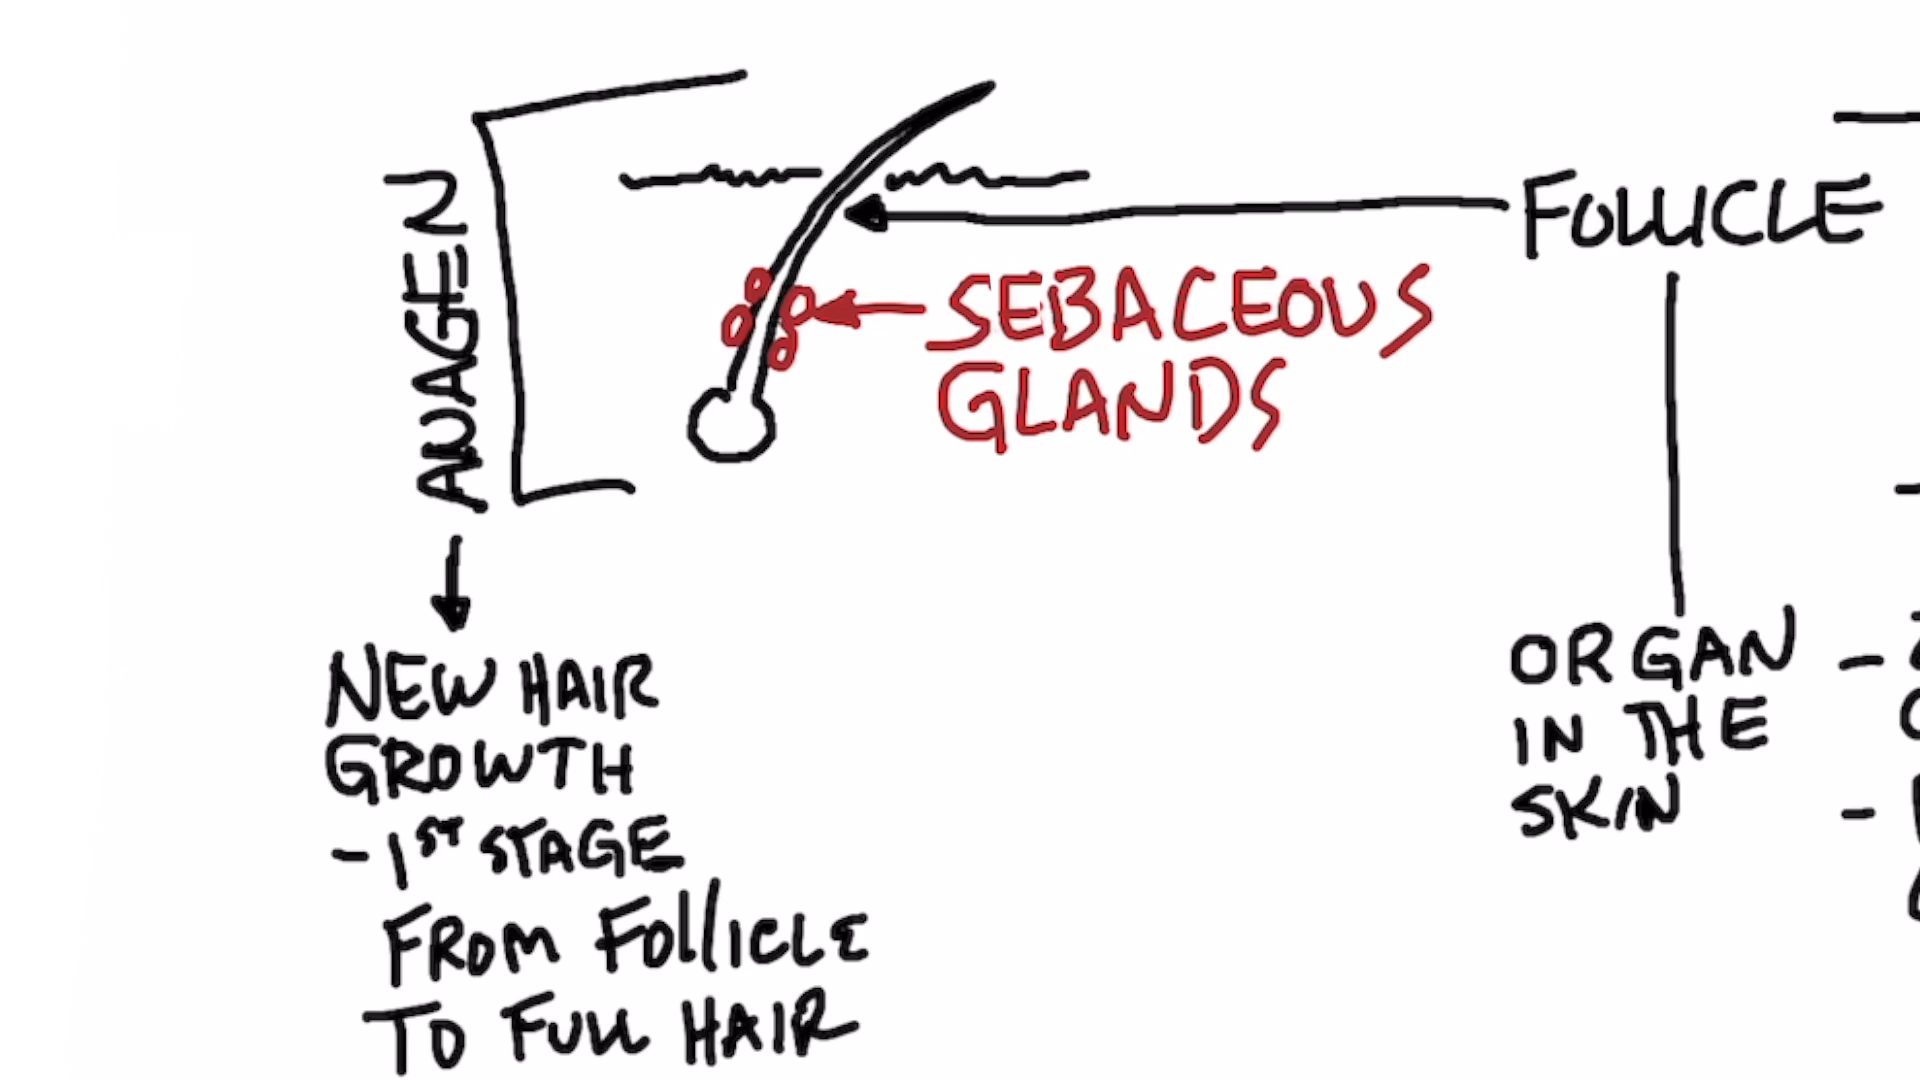 ANAGEN
FOLLICLE
SEBACEOUS
GLANDS
NEW HAIR
GROWTH
- 1ST STAGE
FROM FOLLICLE
TO FULL HAIR
ORGAN -
IN THE
SKIN -